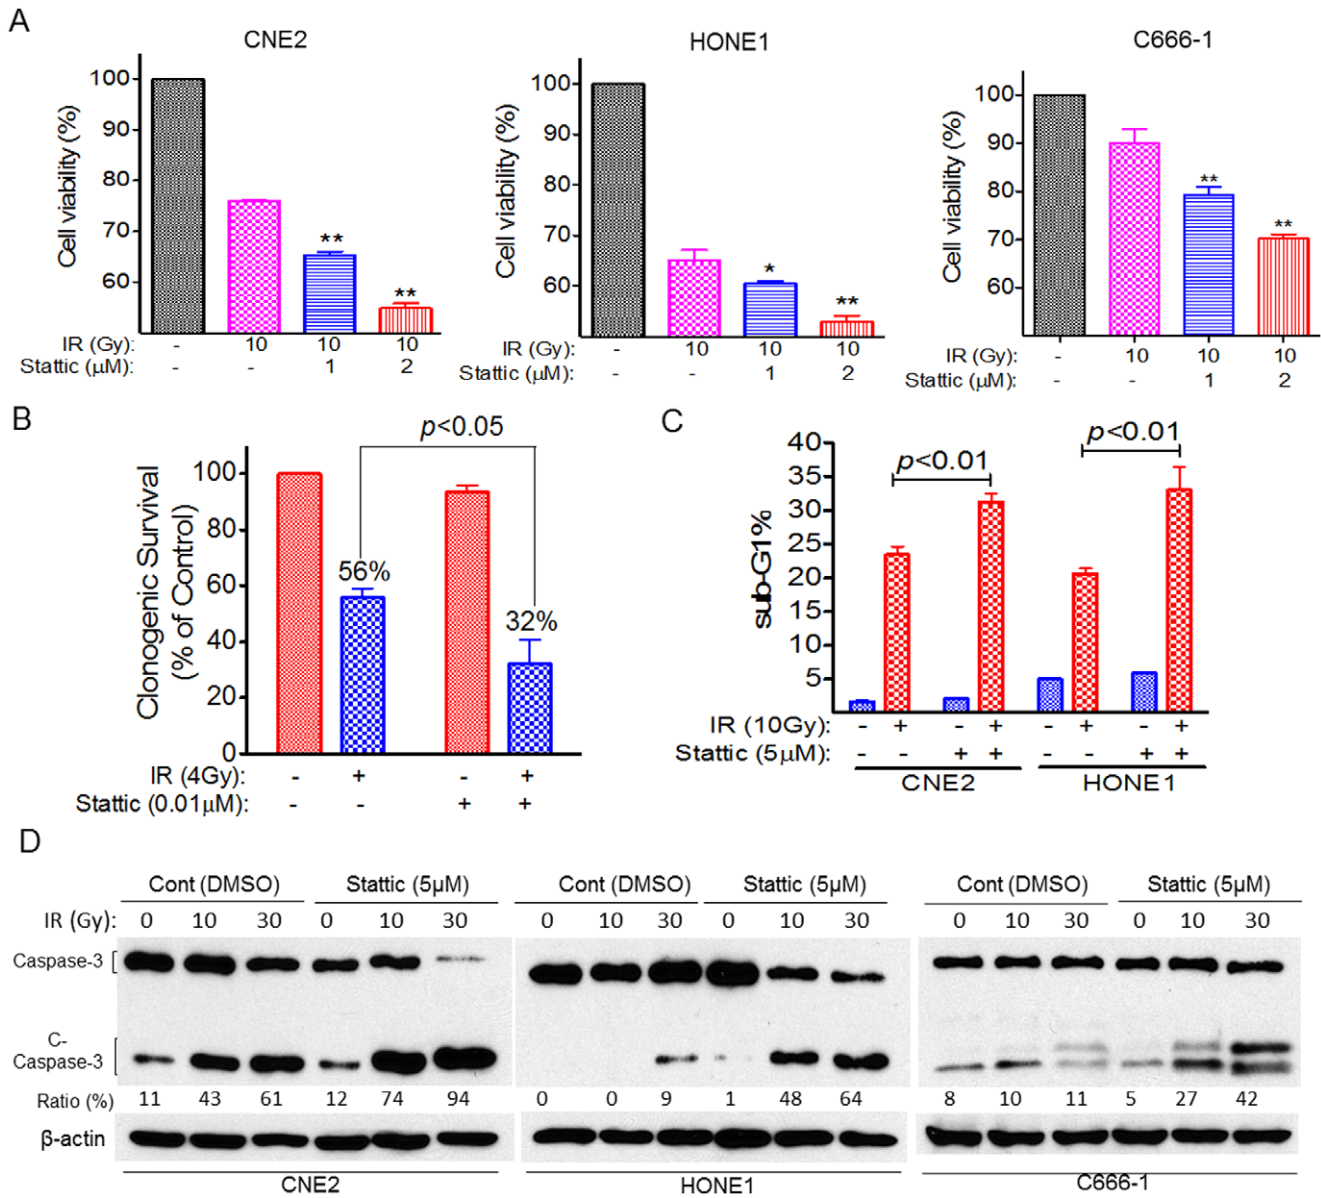 A
CNE2
HONE1
C666-1
Cell viability (%)
100
90
80
70
60
**
**
IR (Gy): - 10 10 10
Stattic (μM): - - 1 2
Cell viability (%)
100
90
80
70
60
*
**
IR (Gy): - 10 10 10
Stattic (μM): - - 1 2
Cell viability (%)
100
90
80
70
60
**
**
IR (Gy): - 10 10 10
Stattic (μM): - - 1 2
B
Clonogenic Survival
(% of Control)
100
80
60
40
20
0
p<0.05
56%
32%
IR (4Gy): - + - +
Stattic (0.01μM): - - + +
C
sub-G1%
40
35
30
25
20
15
10
5
p<0.01
p<0.01
IR (10Gy): - + - + - + - +
Stattic (5μM): - - + + - - + +
CNE2 HONE1
D
Cont (DMSO) Stattic (5μM) Cont (DMSO) Stattic (5μM) Cont (DMSO) Stattic (5μM)
IR (Gy): 0 10 30 0 10 30 0 10 30 0 10 30 0 10 30 0 10 30
Caspase-3
C-
Caspase-3
Ratio (%) 11 43 61 12 74 94 0 0 9 1 48 64 8 10 11 5 27 42
β-actin
CNE2 HONE1 C666-1